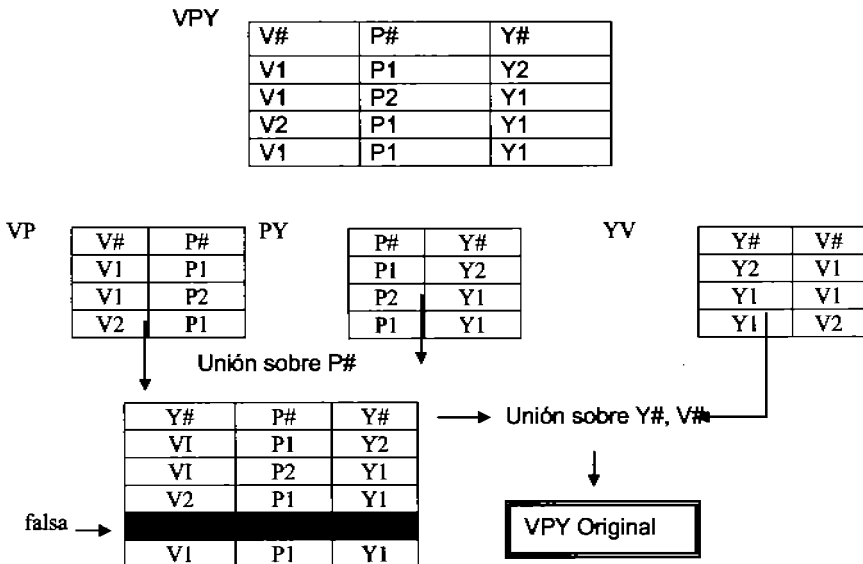 VPY
V# P# Y#
V1 P1 Y2
V1 P2 Y1
V2 P1 Y1
V1 P1 Y1
VP PY YV
V# P# P# Y# Y# V#
V1 P1 P1 Y2 Y2 V1
V1 P2 P2 Y1 Y1 V1
V2 P1 P1 Y1 Y1 V2
Unión sobre P#
Y# P# Y# Unión sobre Y#, V#
VI P1 Y2
VI P2 Y1
V2 P1 Y1
falsa VPY Original
V1 P1 Y1